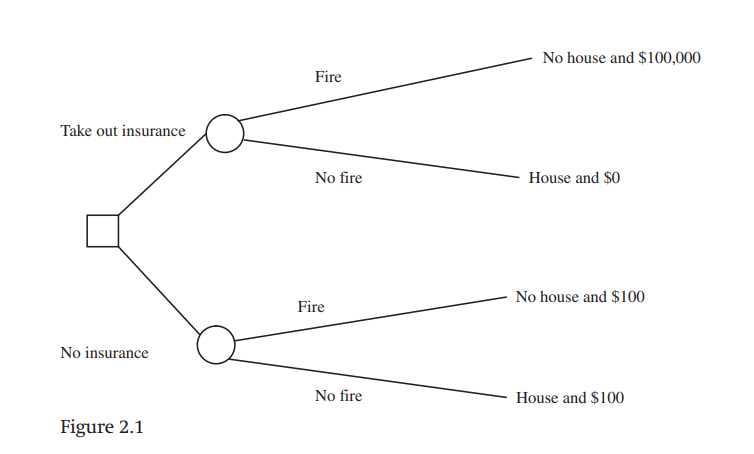 No house and $100,000
Fire
Take out insurance
No fire
House and $0
No house and $100
Fire
No insurance
No fire
House and $100
Figure 2.1